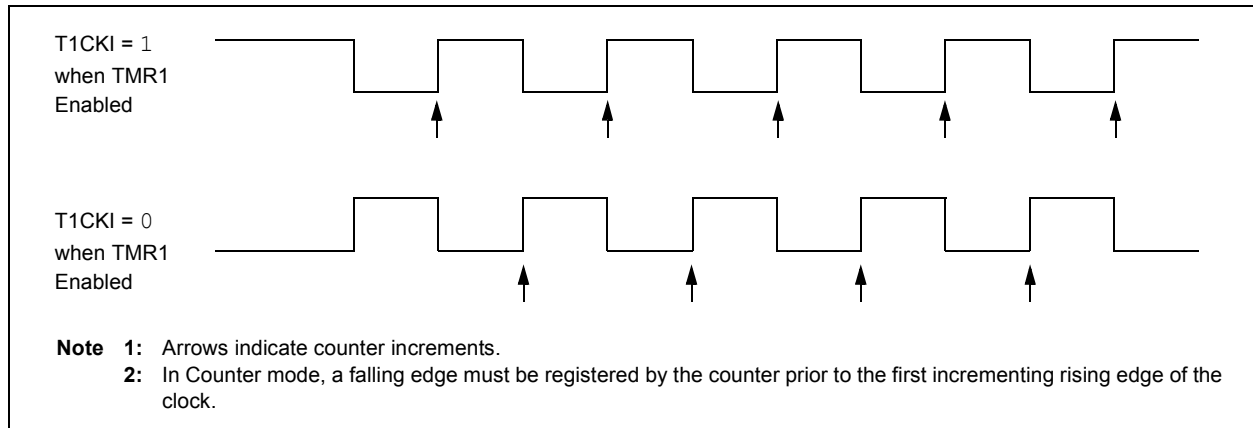 T1CKI = 1
when TMR1
Enabled
T1CKI = 0
when TMR1
Enabled
Note 1: Arrows indicate counter increments.
2: In Counter mode, a falling edge must be registered by the counter prior to the first incrementing rising edge of the
clock.